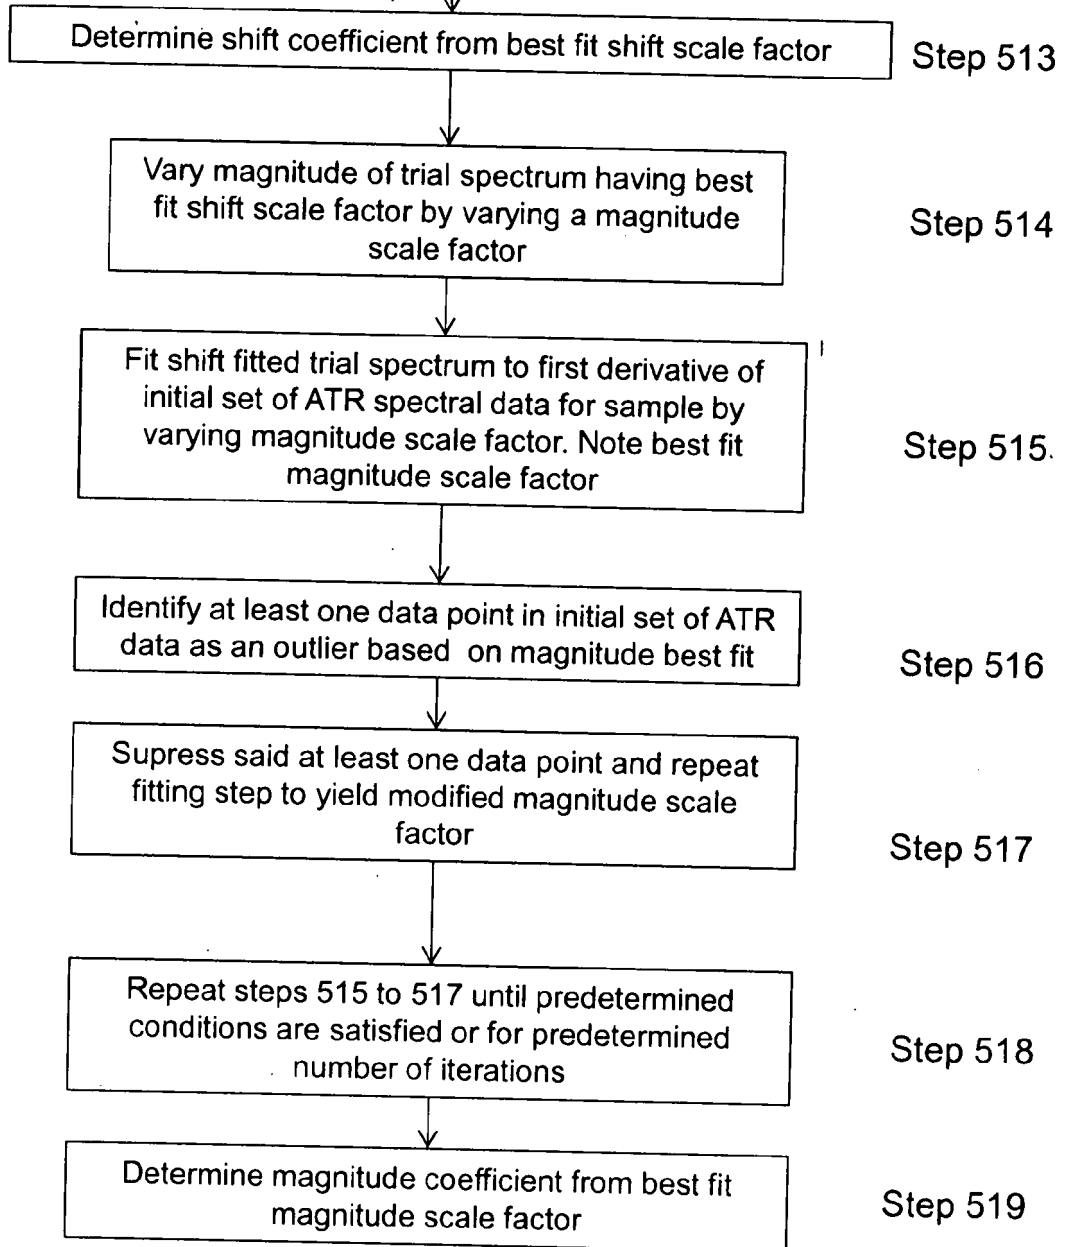 Determine shift coefficient from best fit shift scale factor
Step 513
Vary magnitude of trial spectrum having best
fit shift scale factor by varying a magnitude
scale factor
Step 514
Fit shift fitted trial spectrum to first derivative of
initial set of ATR spectral data for sample by
varying magnitude scale factor. Note best fit
magnitude scale factor
Step 515
Identify at least one data point in initial set of ATR
data as an outlier based on magnitude best fit
Step 516
Supress said at least one data point and repeat
fitting step to yield modified magnitude scale
factor
Step 517
Repeat steps 515 to 517 until predetermined
conditions are satisfied or for predetermined
number of iterations
Step 518
Determine magnitude coefficient from best fit
magnitude scale factor
Step 519